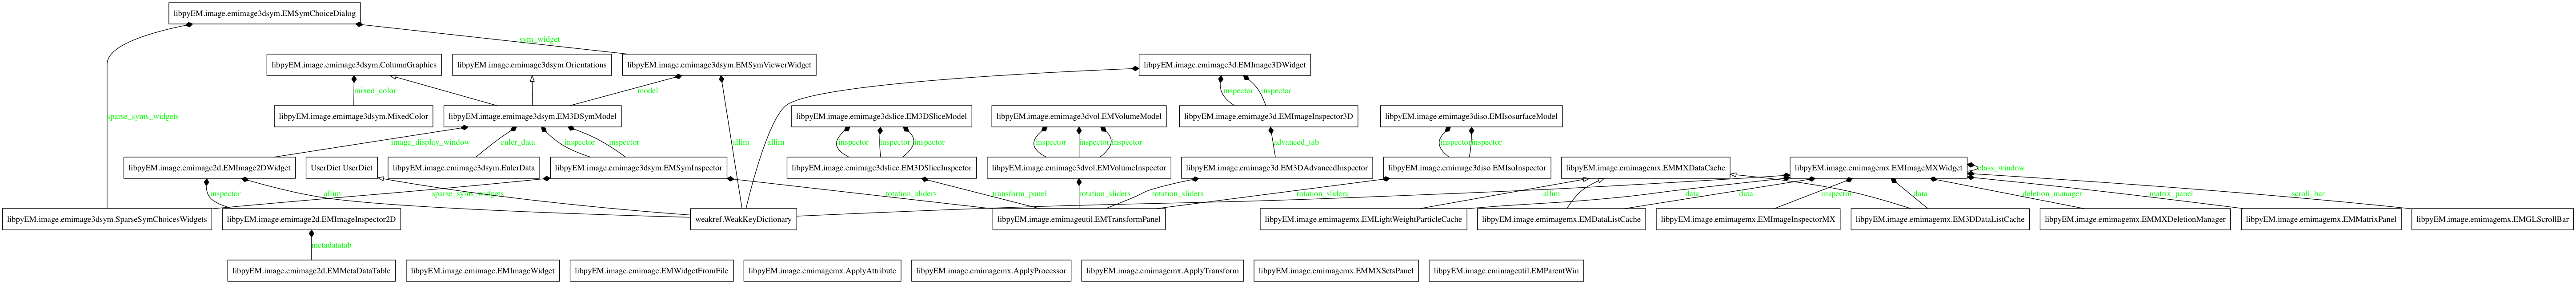 libpyEM.image.emimage3dsym.EMSymChoiceDialog
sym_widget
libpyEM.image.emimage3dsym.ColumnGraphics
libpyEM.image.emimage3dsym.Orientations
libpyEM.image.emimage3dsym.EMSymViewerWidget
libpyEM.image.emimage3d.EMImage3DWidget
mixed_color
model
inspector
inspector
sparse_syms_widgets
libpyEM.image.emimage3dsym.MixedColor
libpyEM.image.emimage3dsym.EM3DSymModel
libpyEM.image.emimage3dslice.EM3DSliceModel
libpyEM.image.emimage3dvol.EMVolumeModel
libpyEM.image.emimage3d.EMImageInspector3D
libpyEM.image.emimage3diso.EMIsosurfaceModel
image_display_window
euler_data
inspector
inspector
allim
allim
inspector
inspector
inspector
inspector
inspector
inspector
advanced_tab
inspector
inspector
libpyEM.image.emimage2d.EMImage2DWidget
UserDict.UserDict
libpyEM.image.emimage3dsym.EulerData
libpyEM.image.emimage3dsym.EMSymInspector
libpyEM.image.emimage3dslice.EM3DSliceInspector
libpyEM.image.emimage3dvol.EMVolumeInspector
libpyEM.image.emimage3d.EM3DAdvancedInspector
libpyEM.image.emimage3diso.EMIsoInspector
libpyEM.image.emimagemx.EMMXDataCache
libpyEM.image.emimagemx.EMImageMXWidget
class_window
inspector
allim
sparse_syms_widgets
rotation_sliders
transform_panel
rotation_sliders
rotation_sliders
rotation_sliders
allim
data
data
inspector
data
deletion_manager
matrix_panel
scroll_bar
libpyEM.image.emimage3dsym.SparseSymChoicesWidgets
libpyEM.image.emimage2d.EMImageInspector2D
weakref.WeakKeyDictionary
libpyEM.image.emimageutil.EMTransformPanel
libpyEM.image.emimagemx.EMLightWeightParticleCache
libpyEM.image.emimagemx.EMDataListCache
libpyEM.image.emimagemx.EMImageInspectorMX
libpyEM.image.emimagemx.EM3DDataListCache
libpyEM.image.emimagemx.EMMXDeletionManager
libpyEM.image.emimagemx.EMMatrixPanel
libpyEM.image.emimagemx.EMGLScrollBar
metadatatab
libpyEM.image.emimage2d.EMMetaDataTable
libpyEM.image.emimage.EMImageWidget
libpyEM.image.emimage.EMWidgetFromFile
libpyEM.image.emimagemx.ApplyAttribute
libpyEM.image.emimagemx.ApplyProcessor
libpyEM.image.emimagemx.ApplyTransform
libpyEM.image.emimagemx.EMMXSetsPanel
libpyEM.image.emimageutil.EMParentWin